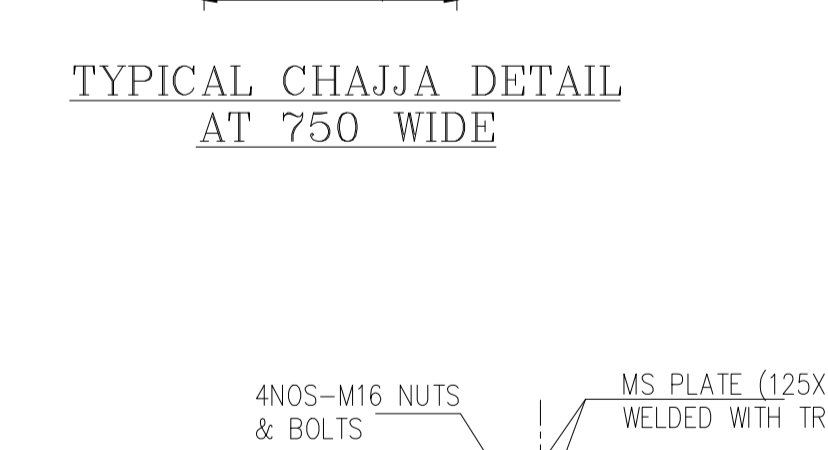 TYPICAL CHAJJA DETAIL
AT 750 WIDE
4NOS-M16 NUTS
& BOLTS
MS PLATE (125X
WELDED WITH TR